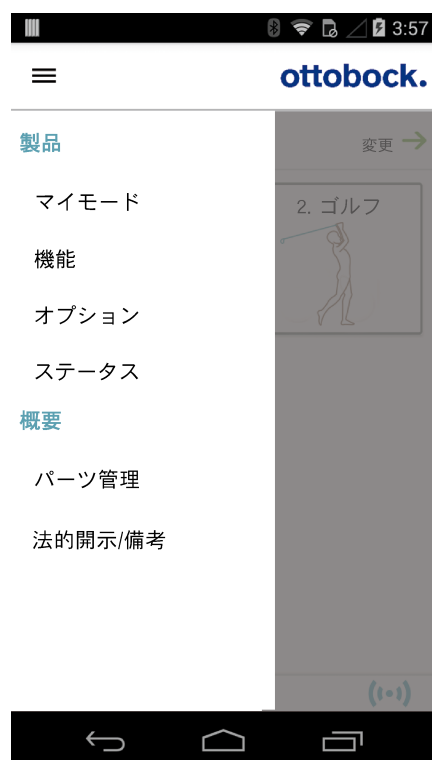 3:57
ottobock.
製品
変更
マイモード
2. ゴルフ
機能
オプション
ステータス
概要
パーツ管理
法的開示/備考